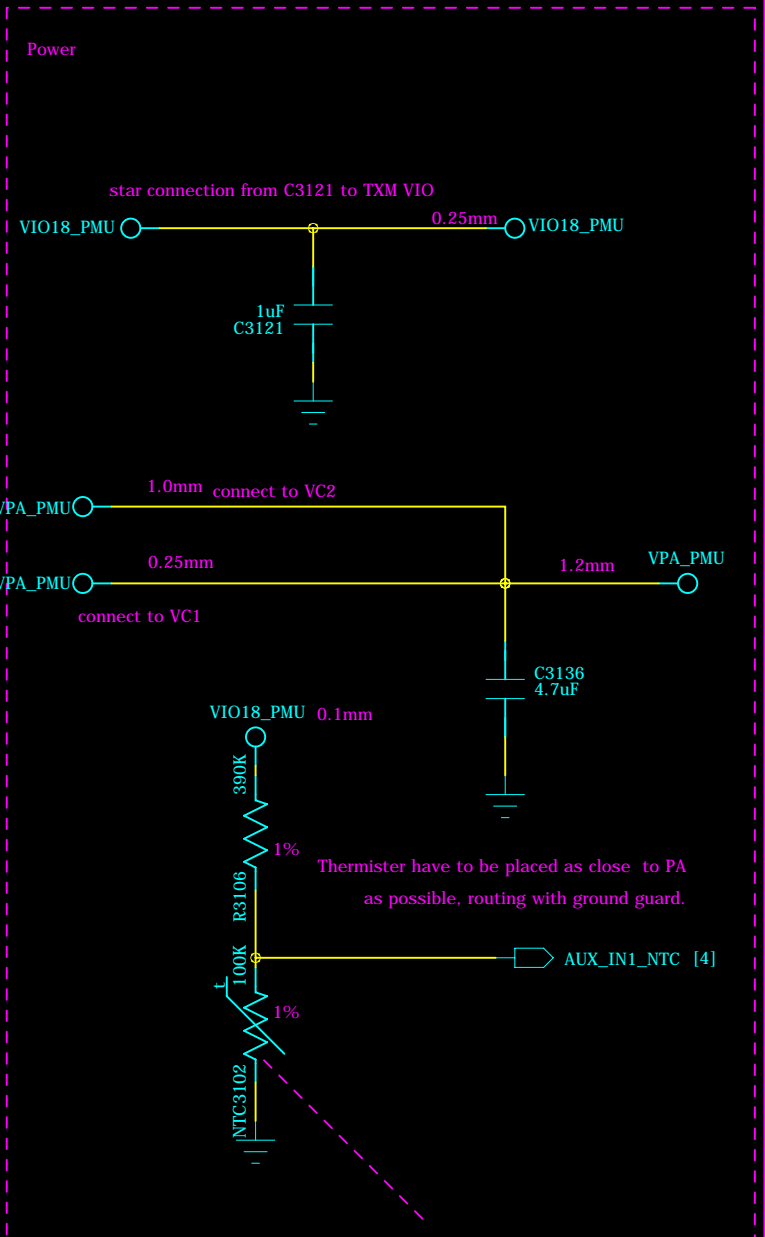 Power
star connection from C3121 to TXM VIO
0.25mm
VIO18_PMU
VIO18_PMU
1uF
C3121
1.0mm
connect to VC2
VPA_PMU
0.25mm
VPA_PMU
1.2mm
VPA_PMU
connect to VC1
C3136
4.7uF
VIO18_PMU
0.1mm
390K
1%
R3106
Thermister have to be placed as close to PA
as possible, routing with ground guard.
100K
AUX_IN1_NTC [4]
t
1%
NTC3102